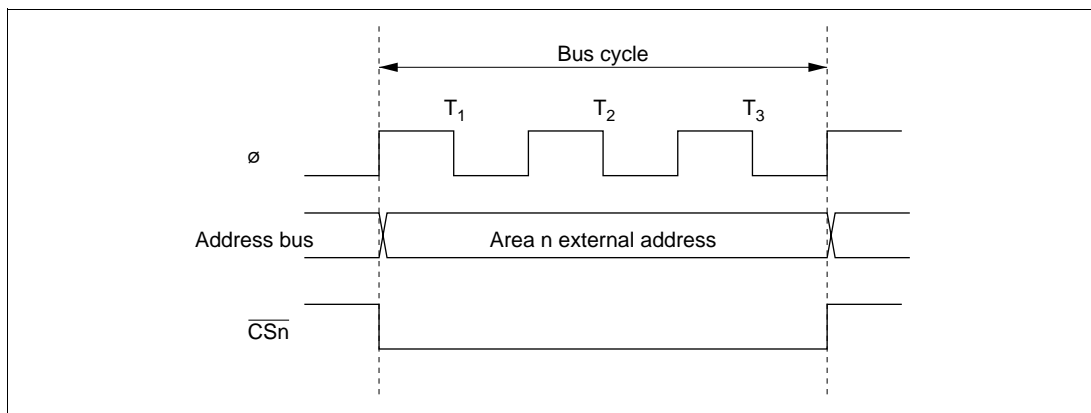 Bus cycle
T1 T2 T3
ø
Address bus Area n external address
CSn